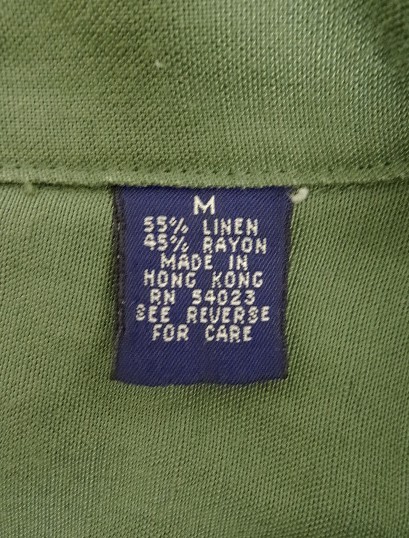 M
55% LINEN
45% RAYON
MADE IN
HONG KONG
RN 54023
SEE REVERSE
FOR CARE